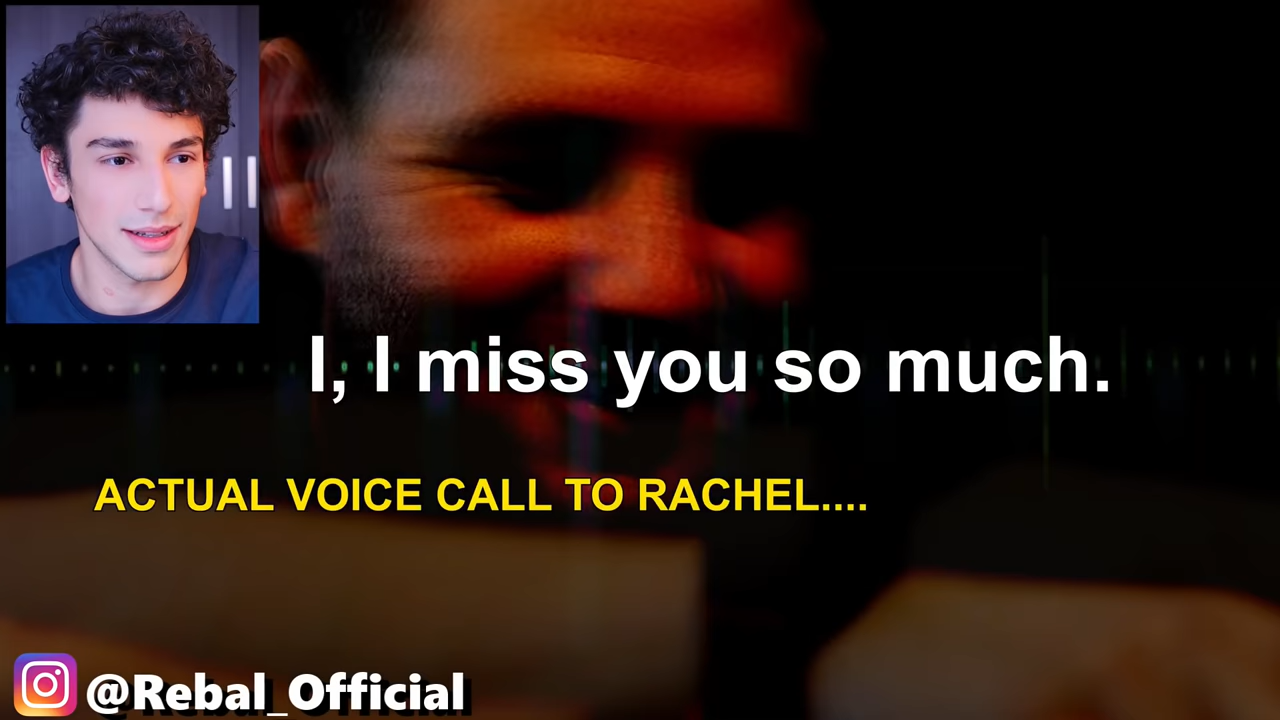 I, I miss you so much.
ACTUAL VOICE CALL TO RACHEL....
@Rebal_Official